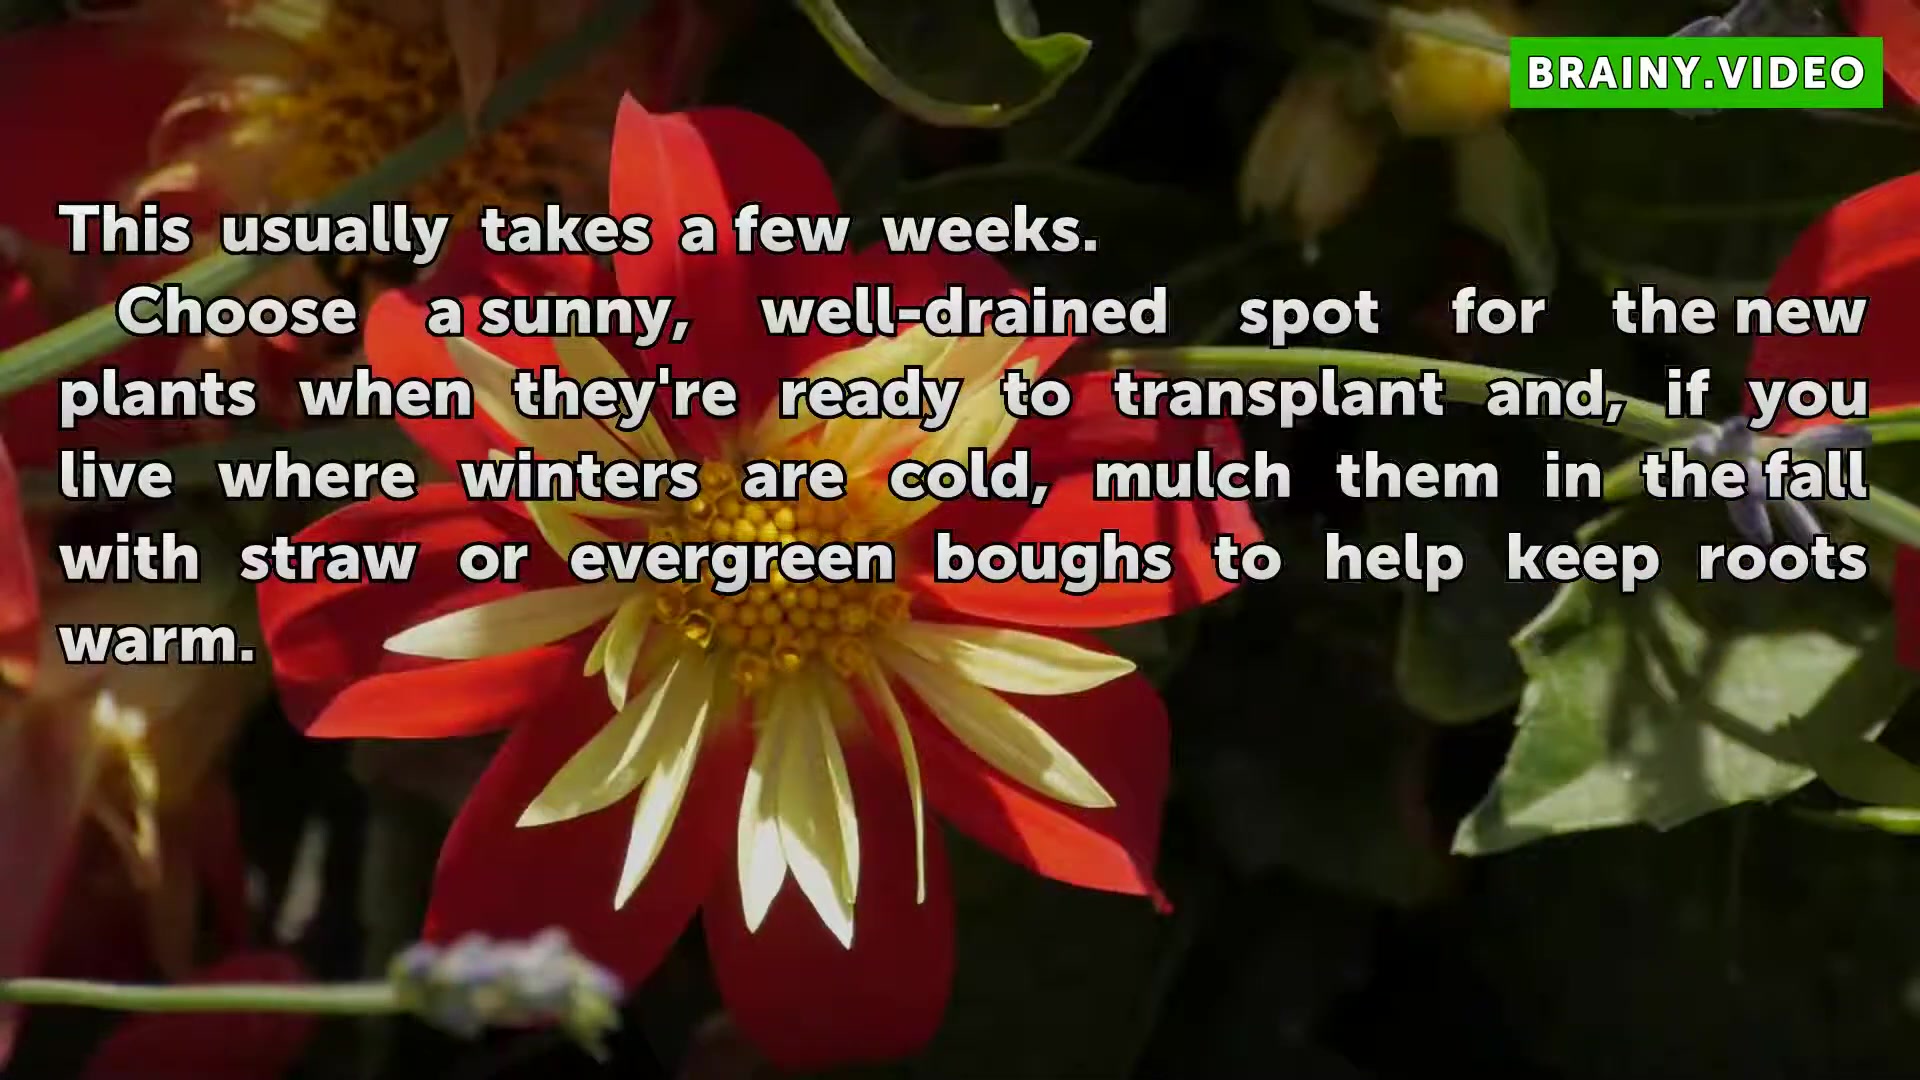 BRAINY.VIDEO
This usually takes a few weeks.
Choose a sunny, well-drained spot for the new
plants when they're ready to transplant and, if you
live where winters are cold, mulch them in the fall
with straw or evergreen boughs to help keep roots
warm.